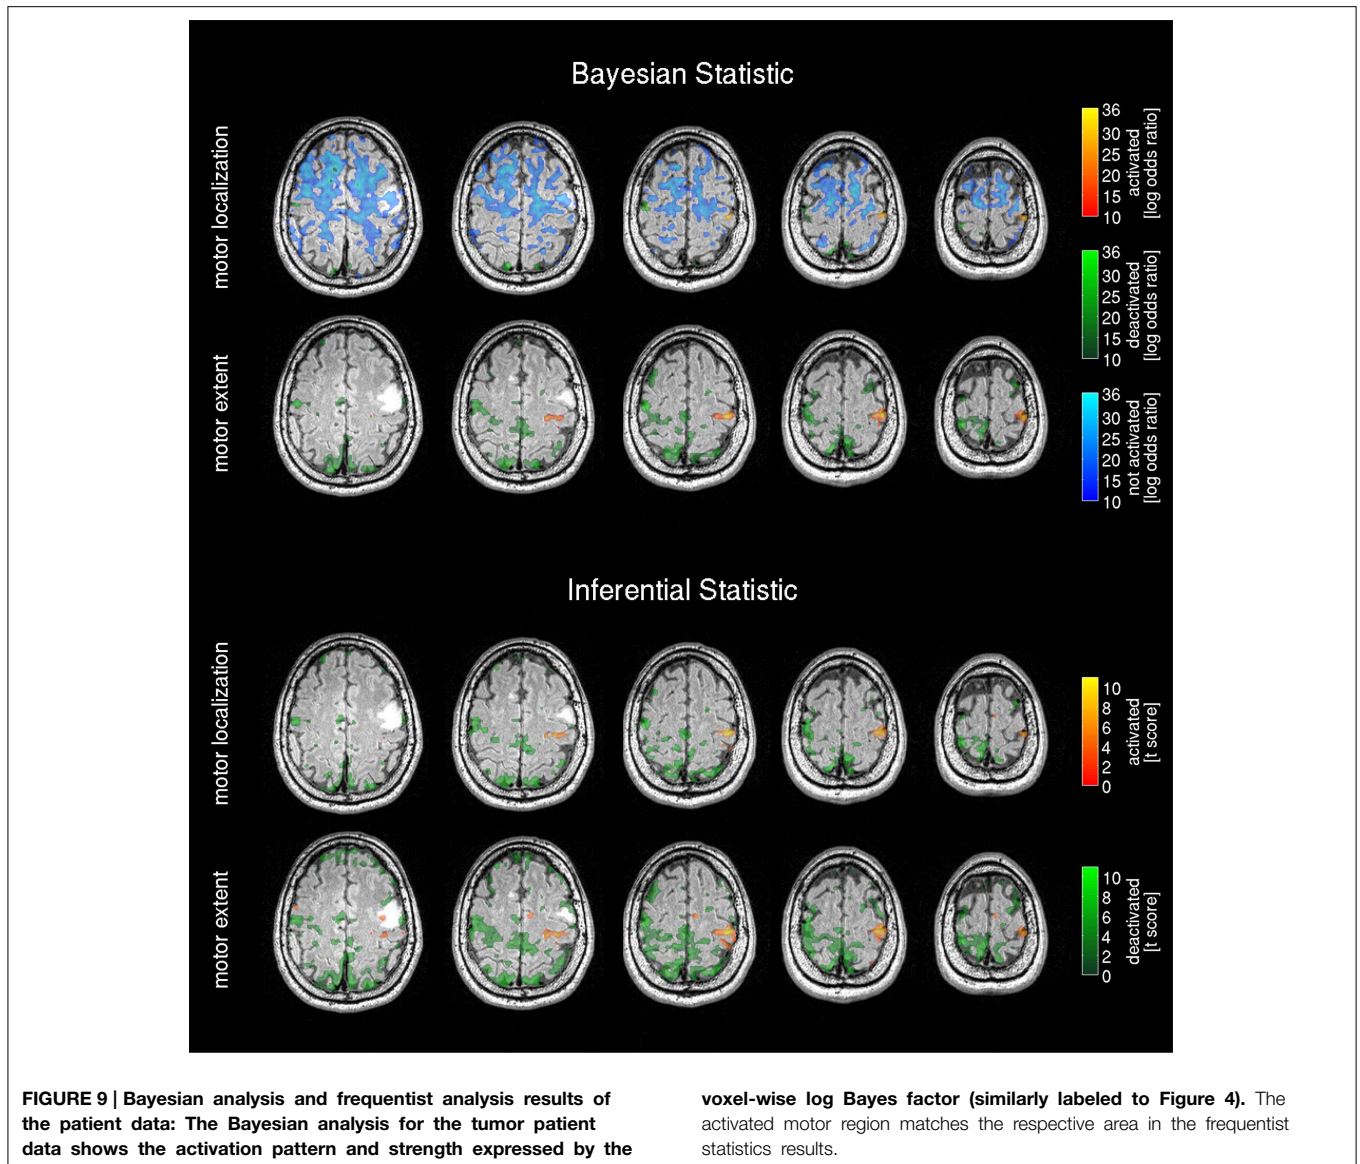 Bayesian Statistic
motor localization
36
30
25
20
15
10
activated
[log odds ratio]
36
30
25
20
15
10
deactivated
[log odds ratio]
motor extent
36
30
25
20
15
10
not activated
[log odds ratio]
Inferential Statistic
motor localization
10
8
6
4
2
0
activated
[t score]
motor extent
10
8
6
4
2
0
deactivated
[t score]
FIGURE 9 | Bayesian analysis and frequentist analysis results of
the patient data: The Bayesian analysis for the tumor patient
data shows the activation pattern and strength expressed by the
voxel-wise log Bayes factor (similarly labeled to Figure 4). The
activated motor region matches the respective area in the frequentist
statistics results.